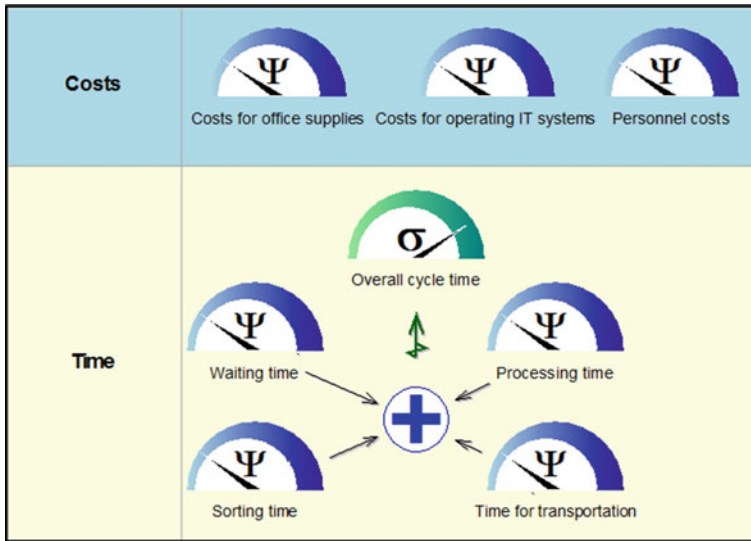 Costs
Ψ Ψ Ψ
Costs for office supplies Costs for operating IT systems Personnel costs
σ
Overall cycle time
Ψ Ψ
Time
Waiting time Processing time
Ψ Ψ
Sorting time Time for transportation